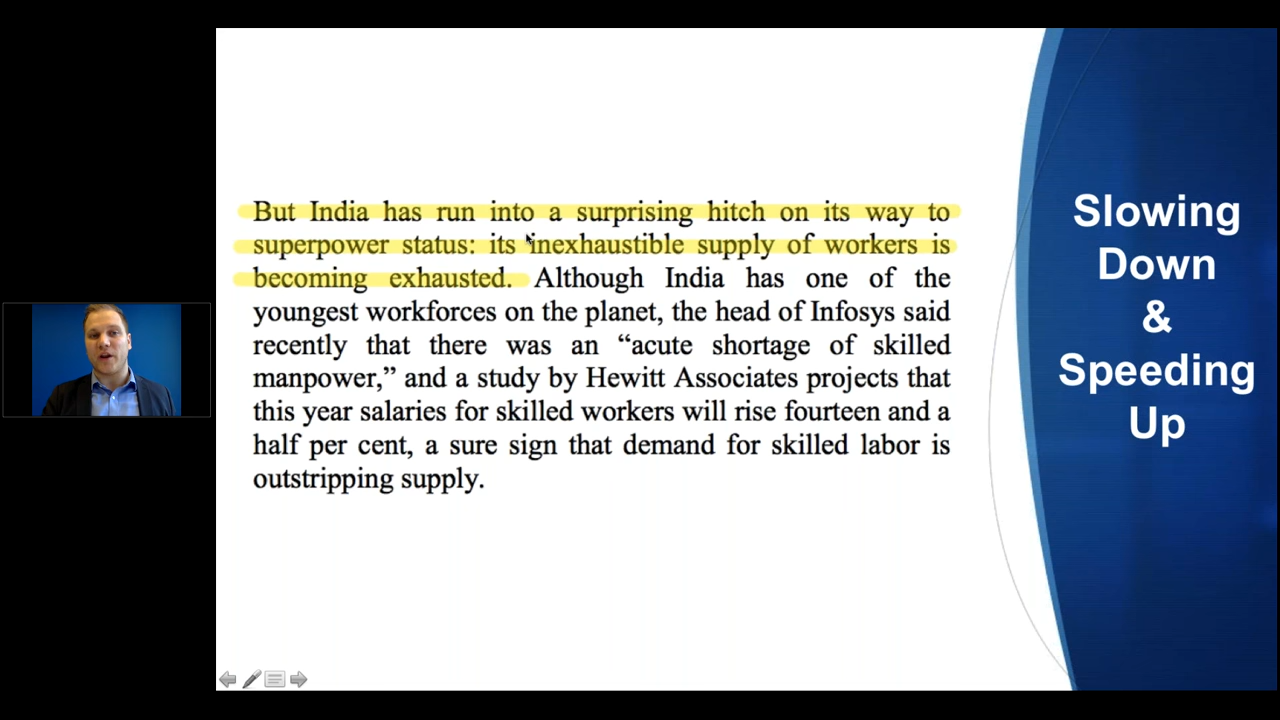 But India has run into a surprising hitch on its way to
superpower status: its inexhaustible supply of workers is
becoming exhausted. Although India has one of the
youngest workforces on the planet, the head of Infosys said
recently that there was an “acute shortage of skilled
manpower,” and a study by Hewitt Associates projects that
this year salaries for skilled workers will rise fourteen and a
half per cent, a sure sign that demand for skilled labor is
outstripping supply.
Slowing
Down
&
Speeding
Up